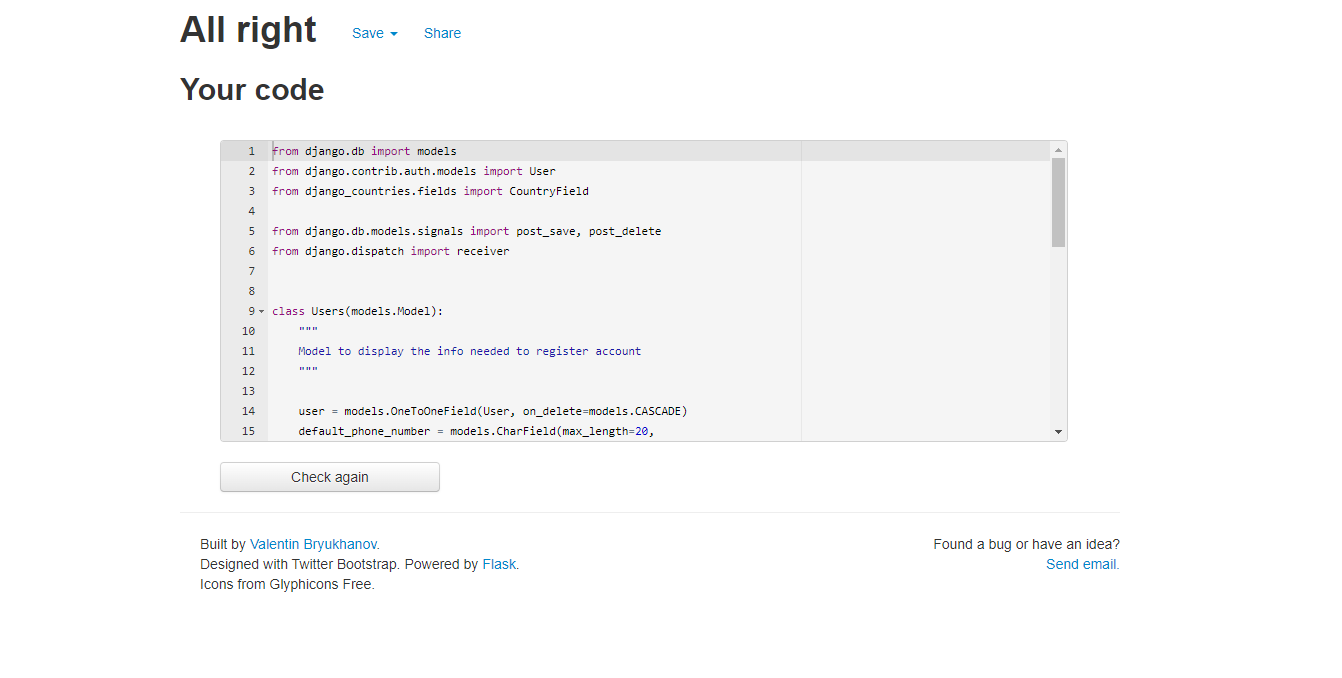 All right Save Share
Your code
1 from django.db import models
2 from django.contrib.auth.models import User
3 from django_countries.fields import CountryField
4
5 from django.db.models.signals import post_save, post_delete
6 from django.dispatch import receiver
7
8
9 class Users(models.Model):
10 """
11 Model to display the info needed to register account
12 """
13
14 user = models.OneToOneField(User, on_delete=models.CASCADE)
15 default_phone_number = models.CharField(max_length=20,
Check again
Built by Valentin Bryukhanov. Found a bug or have an idea?
Designed with Twitter Bootstrap. Powered by Flask. Send email.
Icons from Glyphicons Free.